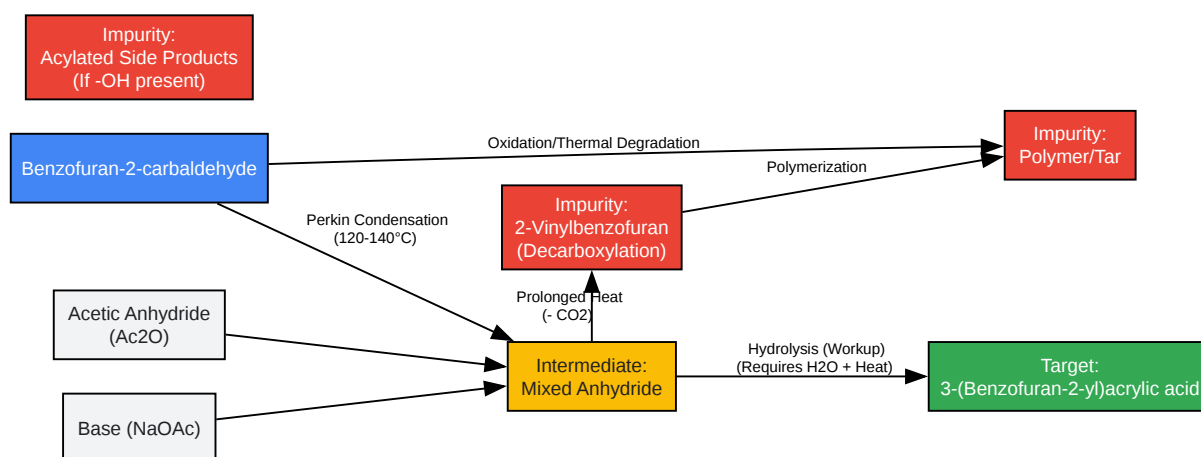 Impurity:
Acylated Side Products
(If -OH present)
Benzofuran-2-carbaldehyde
Oxidation/Thermal Degradation
Impurity:
Polymer/Tar
Polymerization
Perkin Condensation
(120-140°C)
Impurity:
2-Vinylbenzofuran
(Decarboxylation)
Prolonged Heat
(- CO2)
Acetic Anhydride
(Ac2O)
Intermediate:
Mixed Anhydride
Hydrolysis (Workup)
(Requires H2O + Heat)
Target:
3-(Benzofuran-2-yl)acrylic acid
Base (NaOAc)